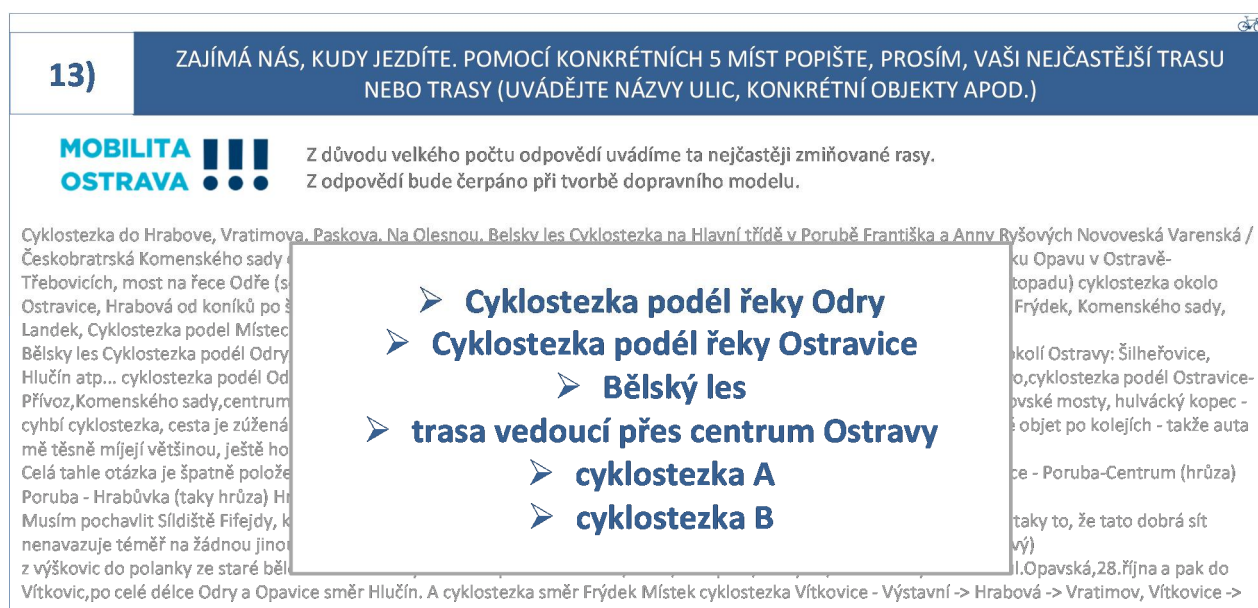 13)
ZAJÍMÁ NÁS, KUDY JEZDÍTE. POMOCÍ KONKRÉTNÍCH 5 MÍST POPIŠTE, PROSÍM, VAŠI NEJČASTĚJŠÍ TRASU
NEBO TRASY (UVÁDĚJTE NÁZVY ULIC, KONKRÉTNÍ OBJEKTY APOD.)
MOBILITA
OSTRAVA !!!
Z důvodu velkého počtu odpovědí uvádíme ta nejčastěji zmiňované rasy.
Z odpovědí bude čerpáno při tvorbě dopravního modelu.
Cyklostezka do Hrabove, Vratimova, Paskova, Na Olesnou, Belsky les Cyklostezka na Hlavní třídě v Porubě Františka a Anny Ryšových Novoveská Varenská /
Českobratrská Komenského sady ku Opavu v Ostravě-
Třebovicích, most na řece Odře topadu) cyklostezka okolo
Ostravice, Hrabová od koníků po Frýdek, Komenského sady,
Landek, Cyklostezka podel Místec
Bělsky les Cyklostezka podél Odry okolí Ostravy: Šilheřovice,
Hlučín atp... cyklostezka podél Od o,cyklostezka podél Ostravice-
Přívoz,Komenského sady,centrum ovské mosty, hulvácký kopec -
cyhbí cyklostezka, cesta je zúžená objet po kolejích - takže auta
mě těsně míjejí většinou, ještě ho
Celá tahle otázka je špatně polože ce - Poruba-Centrum (hrůza)
Poruba - Hrabůvka (taky hrůza)
Musím pochavlit Síldiště Fifejdy, k taky to, že tato dobrá sít
nenavazuje téměř na žádnou jinou vý)
z výškovic do polanky ze staré běl l.Opavská,28.října a pak do
Vítkovic,po celé délce Odry a Opavice směr Hlučín. A cyklostezka směr Frýdek Místek cyklostezka Vítkovice - Výstavní -> Hrabová -> Vratimov, Vítkovice ->
➢ Cyklostezka podél řeky Odry
➢ Cyklostezka podél řeky Ostravice
➢ Bělský les
➢ trasa vedoucí přes centrum Ostravy
➢ cyklostezka A
➢ cyklostezka B